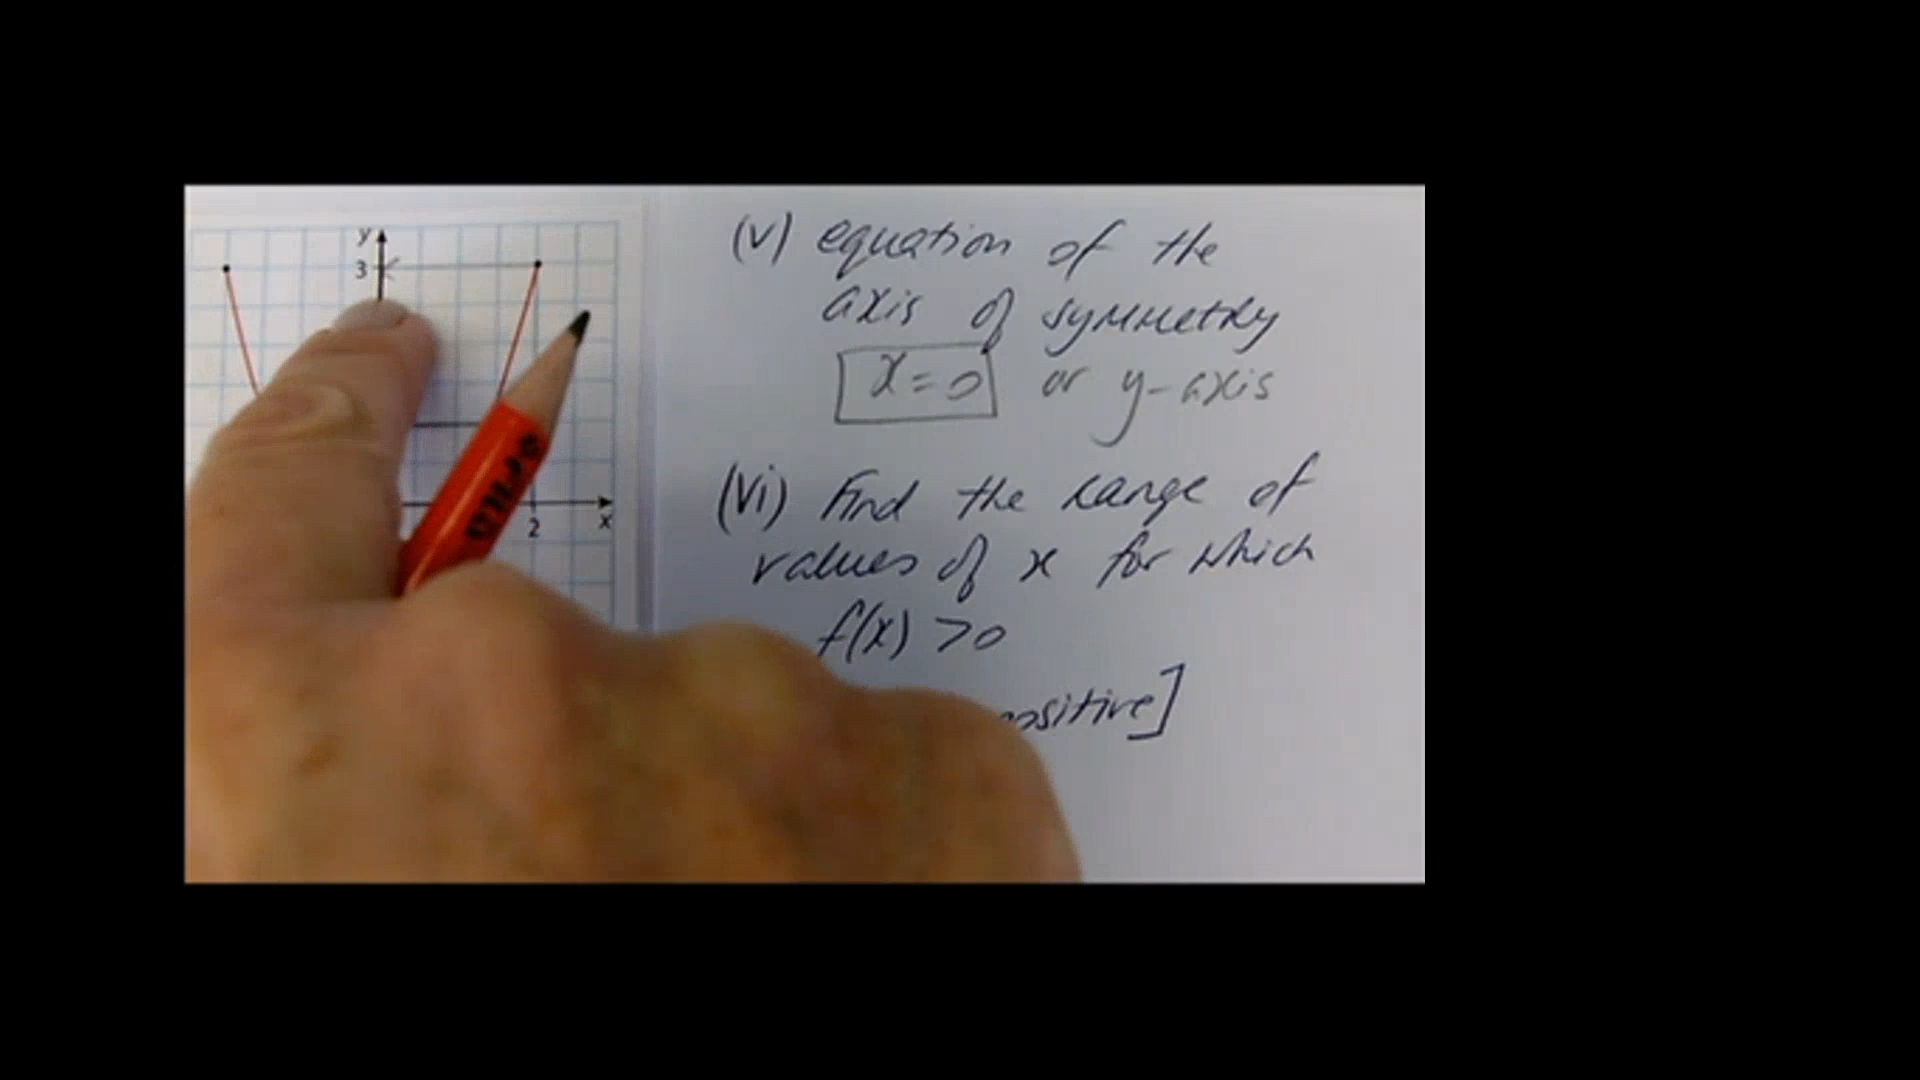 y
3
2
x
(v) equation of the
axis of symmetry
x=0 or y-axis
(vi) Find the range of
values of x for which
f(x) >0
positive]